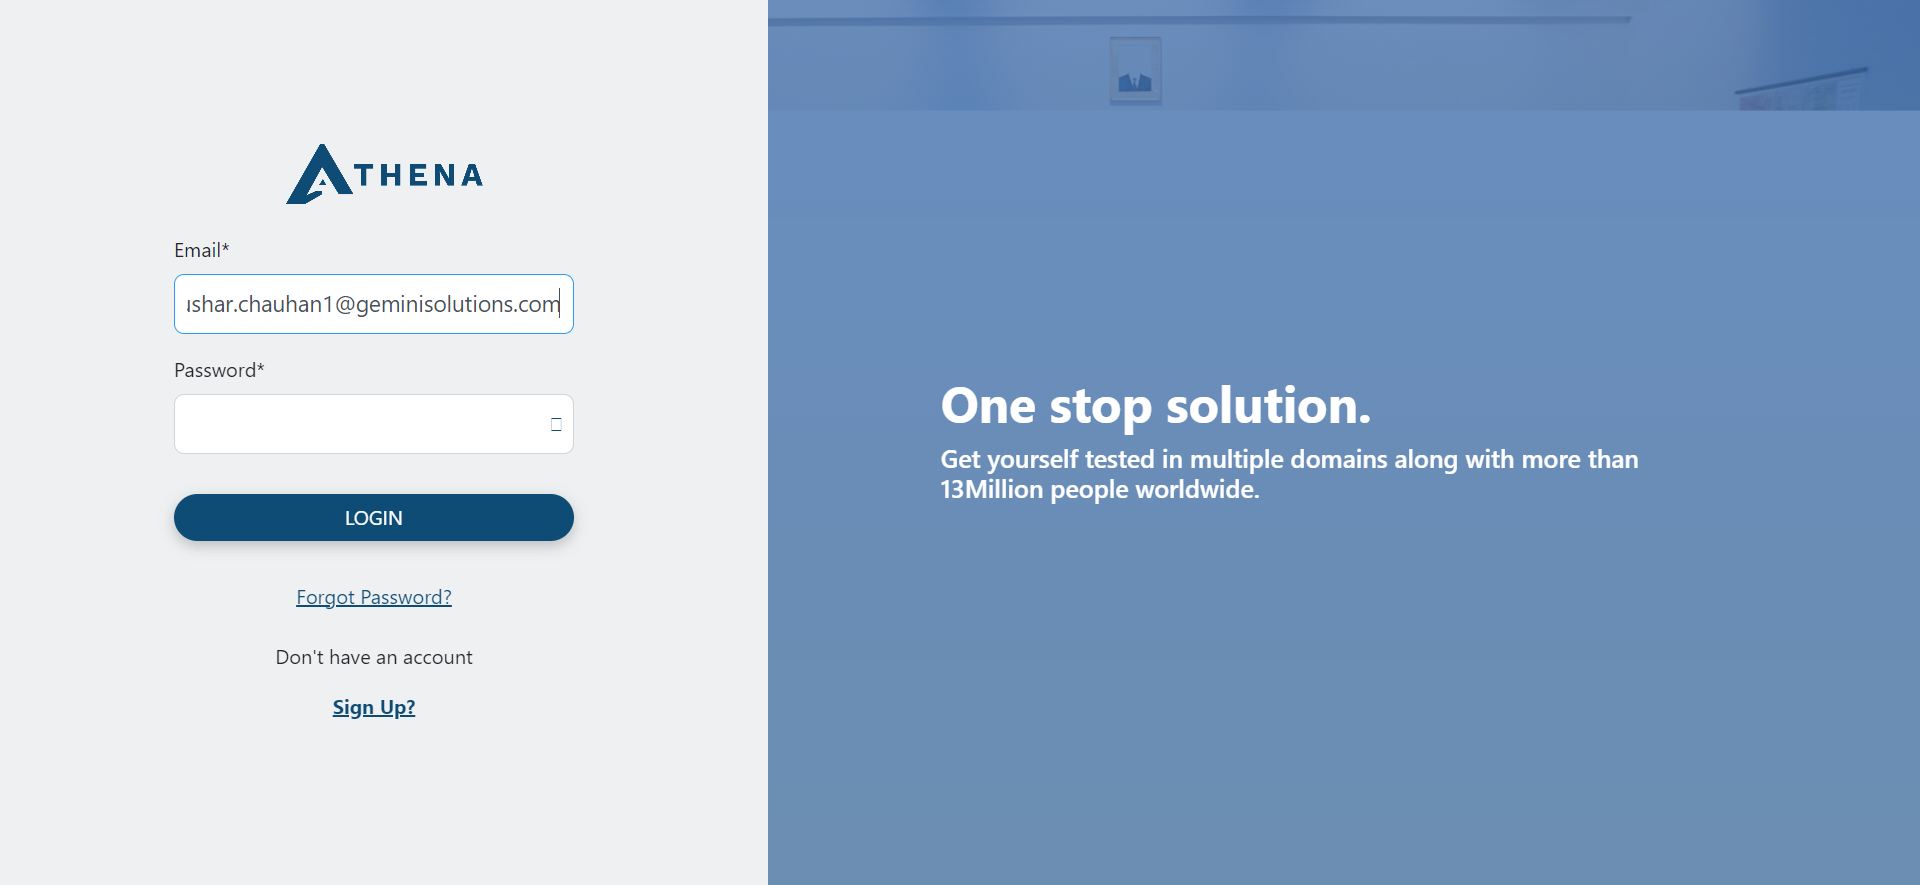 ATHENA
Email*
shar.chauhan1@geminisolutions.com
Password*
LOGIN
Forgot Password?
Don't have an account
Sign Up?
One stop solution.
Get yourself tested in multiple domains along with more than
13Million people worldwide.